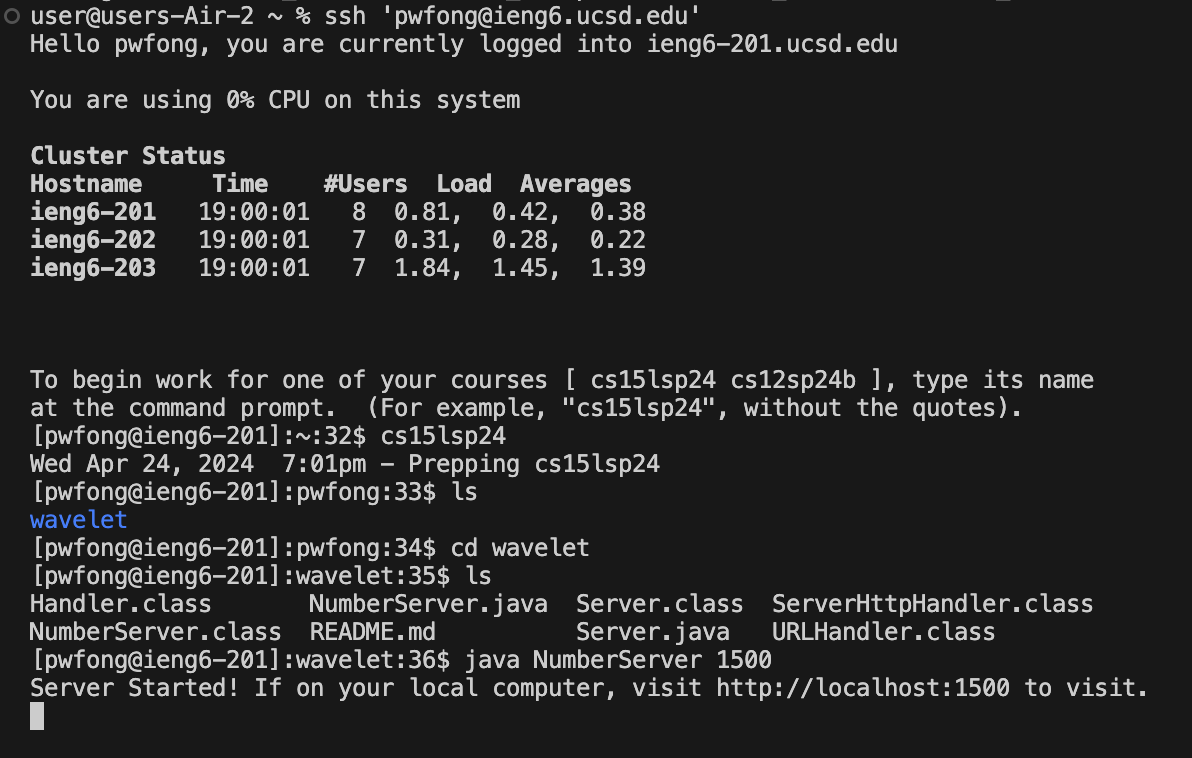 user@users-Air-2 ~ % ssh 'pwfong@ieng6.ucsd.edu'
Hello pwfong, you are currently logged into ieng6-201.ucsd.edu
You are using 0% CPU on this system
Cluster Status
Hostname     Time    #Users  Load  Averages
ieng6-201   19:00:01   8  0.81,  0.42,  0.38
ieng6-202   19:00:01   7  0.31,  0.28,  0.22
ieng6-203   19:00:01   7  1.84,  1.45,  1.39
To begin work for one of your courses [ cs15lsp24 cs12sp24b ], type its name
at the command prompt.  (For example, "cs15lsp24", without the quotes).
[pwfong@ieng6-201]:~:32$ cs15lsp24
Wed Apr 24, 2024  7:01pm - Prepping cs15lsp24
[pwfong@ieng6-201]:pwfong:33$ ls
wavelet
[pwfong@ieng6-201]:pwfong:34$ cd wavelet
[pwfong@ieng6-201]:wavelet:35$ ls
Handler.class       NumberServer.java  Server.class  ServerHttpHandler.class
NumberServer.class  README.md          Server.java   URLHandler.class
[pwfong@ieng6-201]:wavelet:36$ java NumberServer 1500
Server Started! If on your local computer, visit http://localhost:1500 to visit.